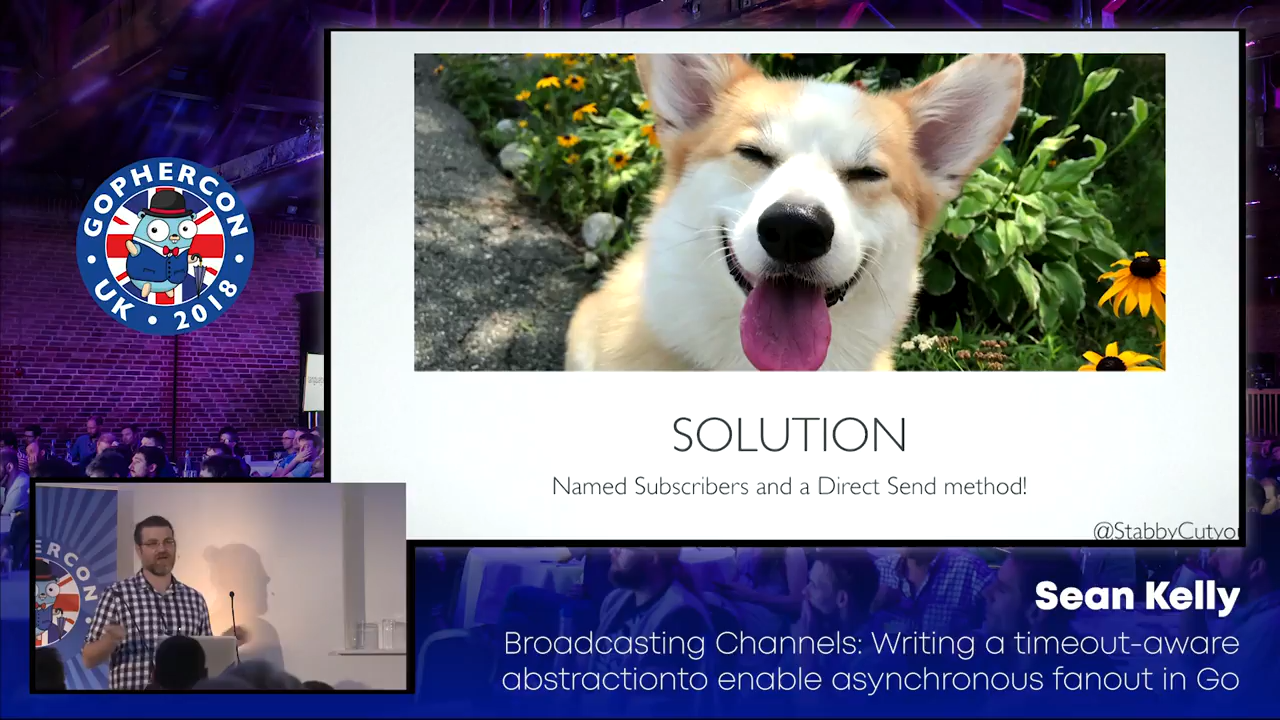 GOPHERCON
UK • 2018
SOLUTION
Named Subscribers and a Direct Send method!
@StabbyCutyou
ERCON
Sean Kelly
Broadcasting Channels: Writing a timeout-aware
abstractionto enable asynchronous fanout in Go